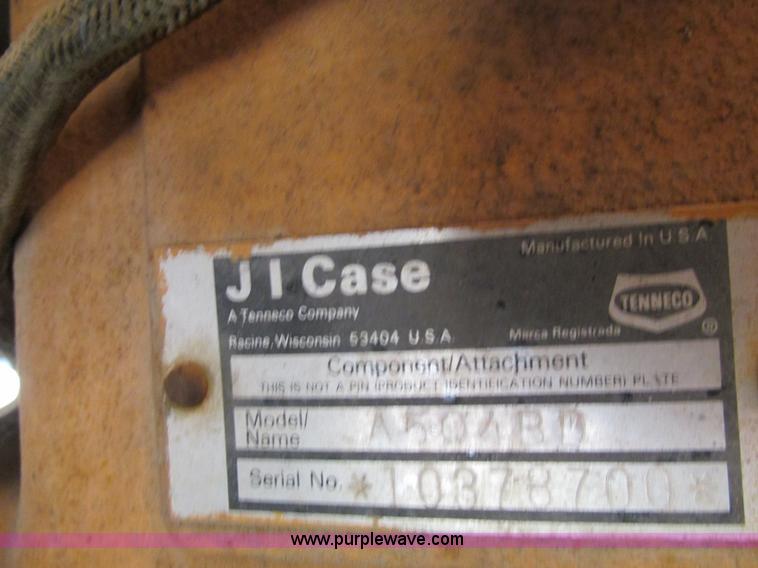 Manufactured In U.S.A.
J I Case
A Tenneco Company
TENNECO
®
Racine, Wisconsin 53404 U.S.A.
Marca Registrada
Component/Attachment
THIS IS NOT A PIN (PRODUCT IDENTIFICATION NUMBER) PLATE
Model/
Name
A504BD
Serial No. *10378700*
www.purplewave.com